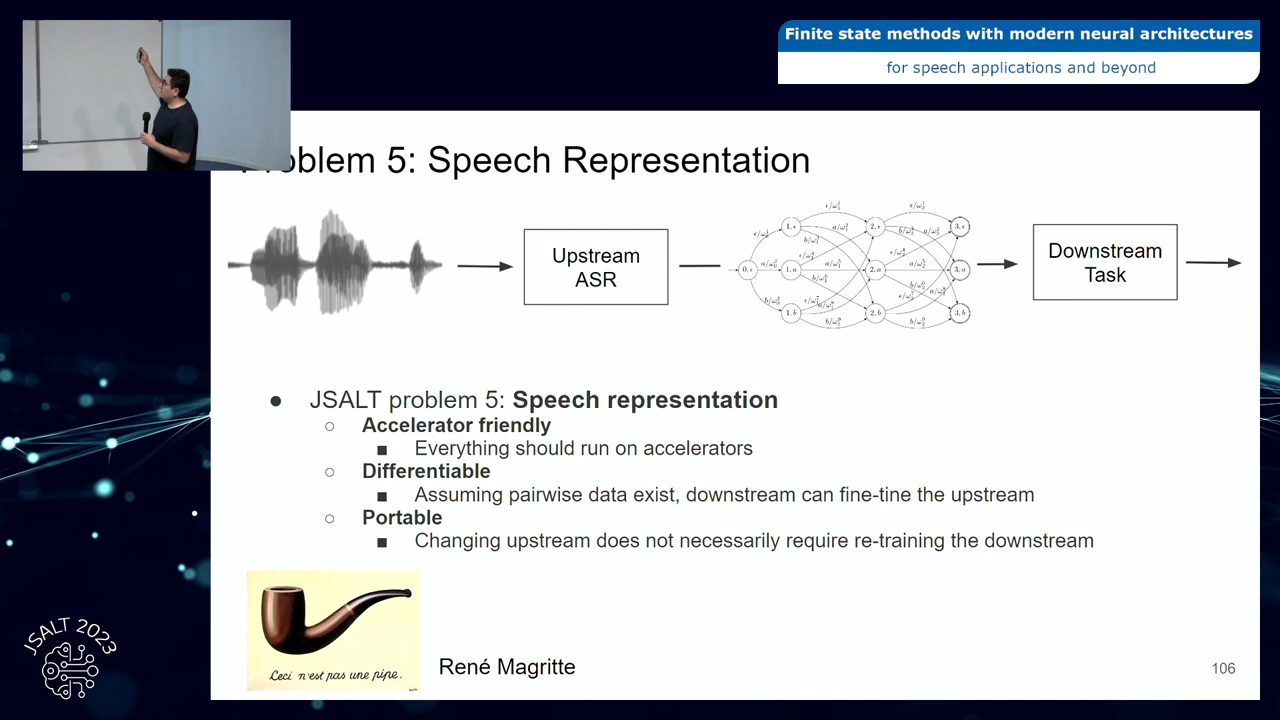 Finite state methods with modern neural architectures
for speech applications and beyond
oblem 5: Speech Representation
Upstream
ASR
Downstream
Task
● JSALT problem 5: Speech representation
○ Accelerator friendly
■ Everything should run on accelerators
○ Differentiable
■ Assuming pairwise data exist, downstream can fine-tine the upstream
○ Portable
■ Changing upstream does not necessarily require re-training the downstream
Ceci n'est pas une pipe.
René Magritte
106
JSALT 2023